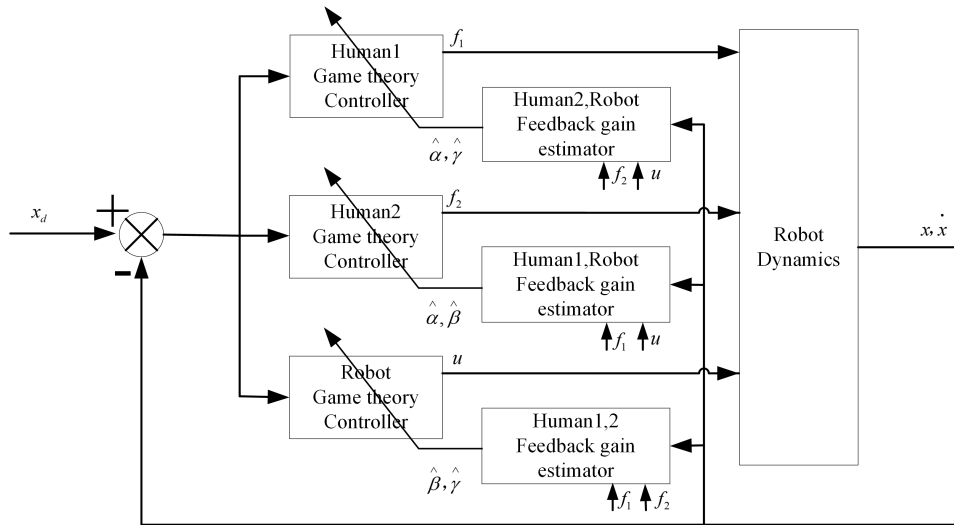 Human1
Game theory
Controller
f₁
Human2,Robot
Feedback gain
estimator
α̂, γ̂
f₂ u
x_d
+
-
Human2
Game theory
Controller
f₂
Human1,Robot
Feedback gain
estimator
α̂, β̂
f₁ u
Robot
Game theory
Controller
u
Human1,2
Feedback gain
estimator
β̂, γ̂
f₁ f₂
Robot
Dynamics
x, ẋ